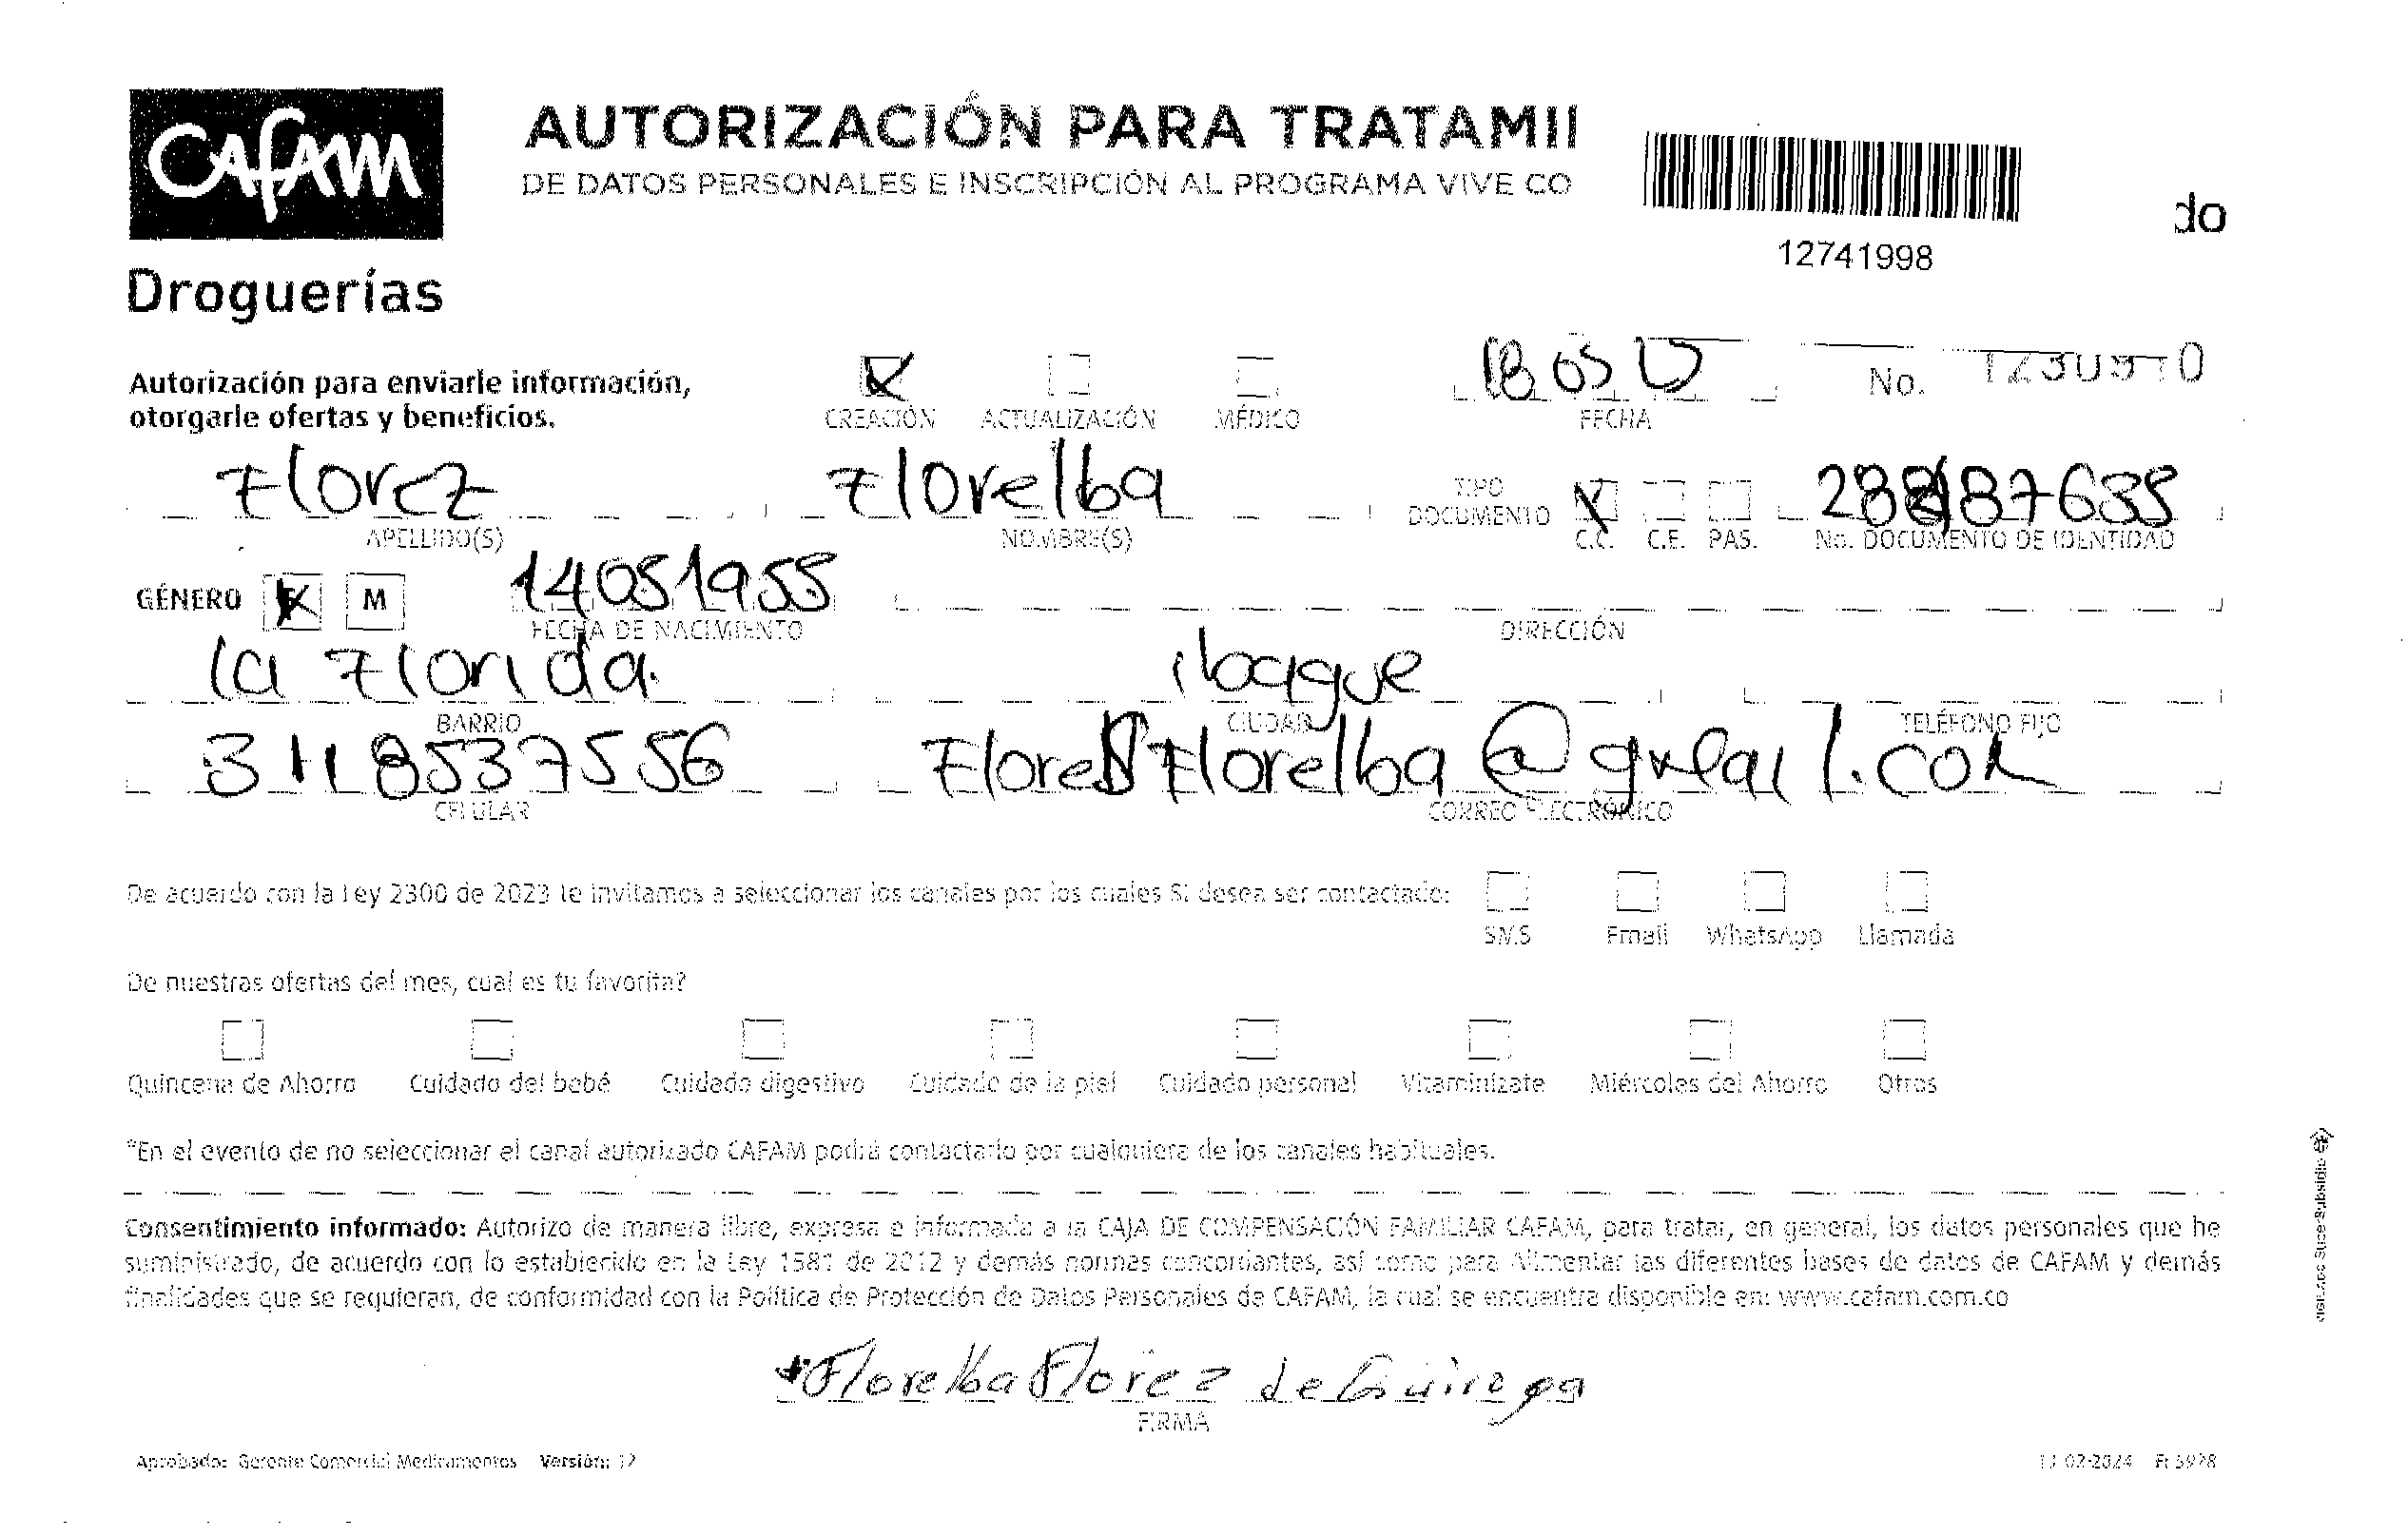 CAFAM
Droguerías
AUTORIZACIÓN PARA TRATAMII
DE DATOS PERSONALES E INSCRIPCIÓN AL PROGRAMA VIVE CO
12741998
do
Autorización para enviarle información,
otorgarle ofertas y beneficios.
CREACIÓN ACTUALIZACIÓN MÉDICO
FECHA
No.
Florez Florelba
APELLIDO(S) NOMBRE(S)
TIPO
DOCUMENTO
C.C. C.E. PAS. No. DOCUMENTO DE IDENTIDAD
GÉNERO M 14051955
FECHA DE NACIMIENTO DIRECCIÓN
la Florida. ibague
BARRIO CIUDAD TELÉFONO FIJO
3118537556
CELULAR CORREO ELECTRÓNICO
De acuerdo con la Ley 2300 de 2023 te invitamos a seleccionar los canales por los cuales Si desea ser contactado:
SMS Email WhatsApp Llamada
De nuestras ofertas del mes, cual es tu favorita?
Quincena de Ahorro Cuidado del bebé Cuidado digestivo Cuidado de la piel Cuidado personal Vitaminízate Miércoles del Ahorro Otros
*En el evento de no seleccionar el canal autorizado CAFAM podrá contactarlo por cualquiera de los canales habituales.
Consentimiento informado: Autorizo de manera libre, expresa e informada a la CAJA DE COMPENSACIÓN FAMILIAR CAFAM, para tratar, en general, los datos personales que he
suministrado, de acuerdo con lo establecido en la Ley 1581 de 2012 y demás normas concordantes, así como para Alimentar las diferentes bases de datos de CAFAM y demás
finalidades que se requieran, de conformidad con la Política de Protección de Datos Personales de CAFAM, la cual se encuentra disponible en: www.cafam.com.co
Florelba Florez de Quiroga
FIRMA
Aprobado: Gerente Comercial Medicamentos Versión: 12